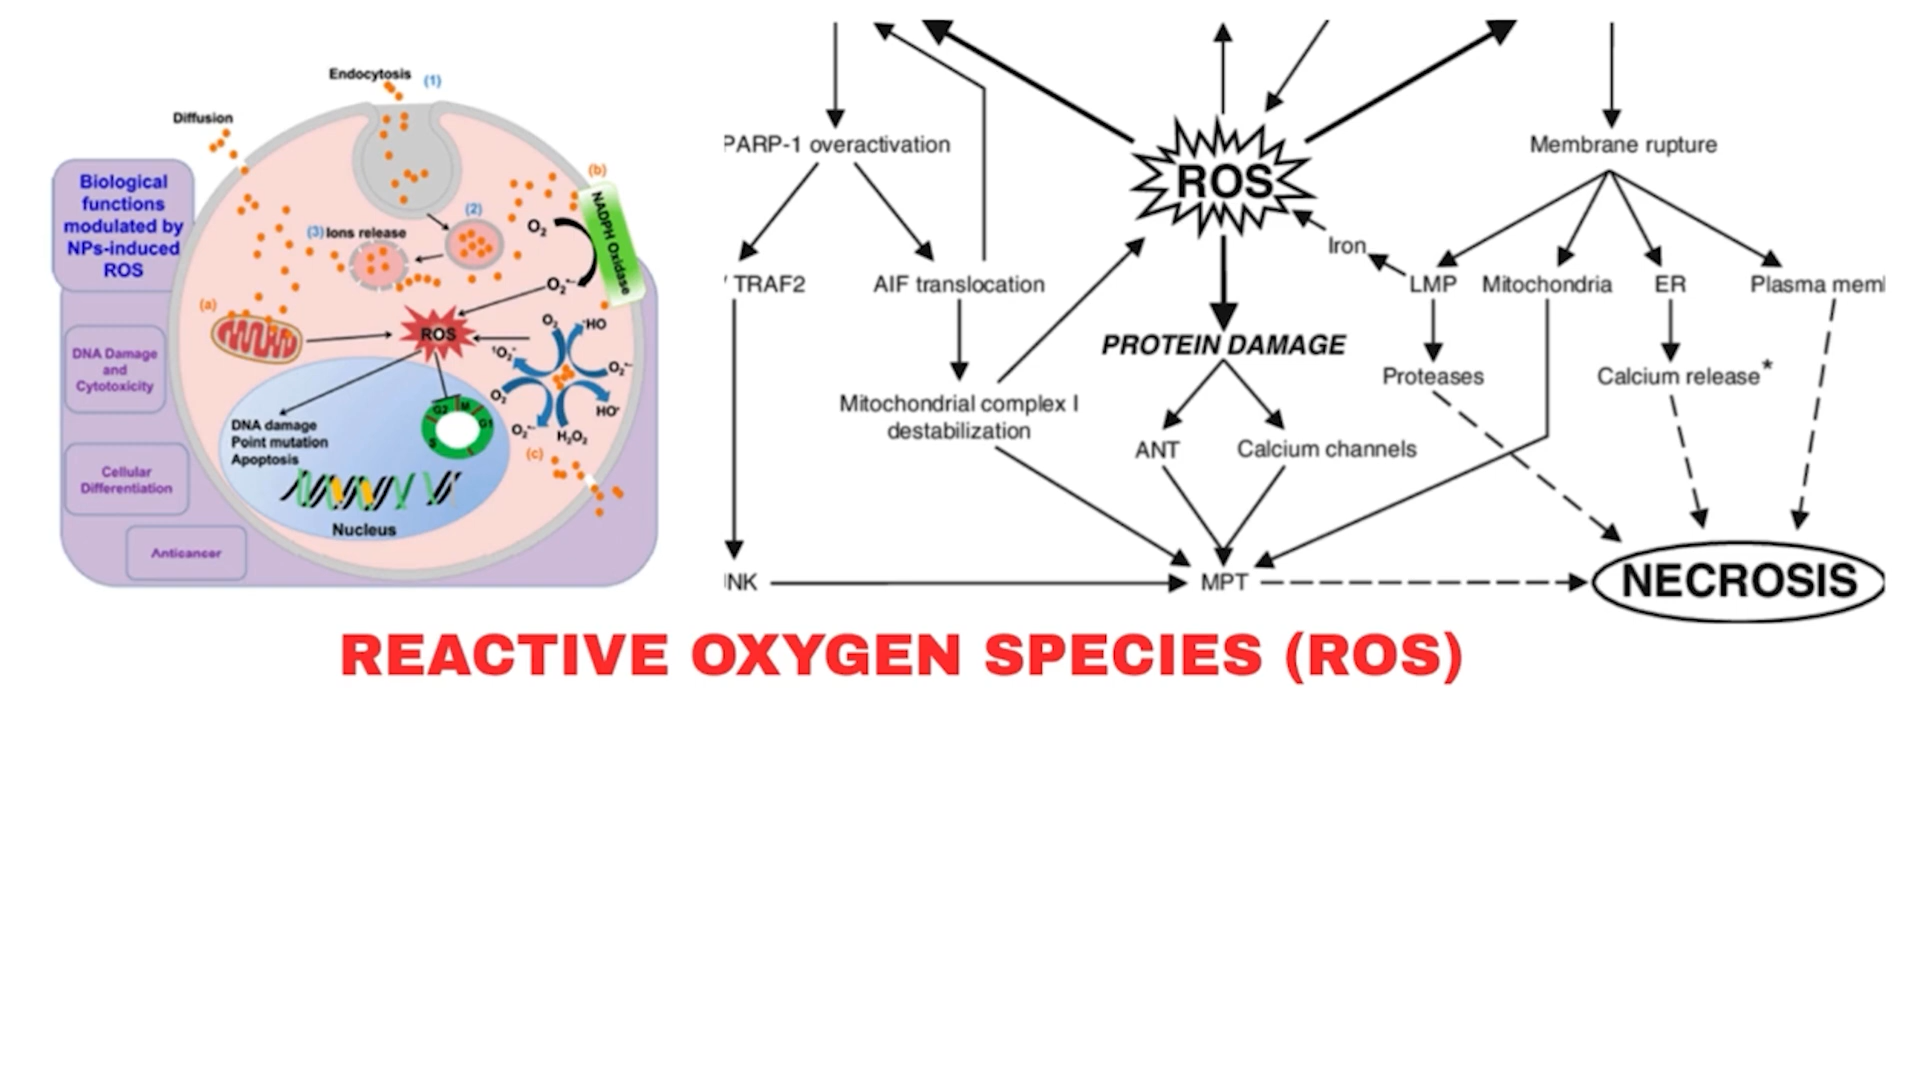 Endocytosis (1)
Diffusion
Biological
functions
modulated by
NPs-induced
ROS
DNA Damage
and
Cytotoxicity
Cellular
Differentiation
Anticancer
(b)
NADPH Oxidase
(2)
(3) Ions release
O₂
O₂•-
(a)
ROS
O₂
•HO
¹O₂
O₂•-
O₂
HO•
O₂•-
H₂O₂
(c)
G2
M
G1
S
DNA damage
Point mutation
Apoptosis
Nucleus
PARP-1 overactivation
ROS
Membrane rupture
Iron
TRAF2
AIF translocation
LMP
Mitochondria
ER
Plasma
PROTEIN DAMAGE
Proteases
Calcium release*
Mitochondrial complex I
destabilization
ANT
Calcium channels
MPT
NECROSIS
REACTIVE OXYGEN SPECIES (ROS)